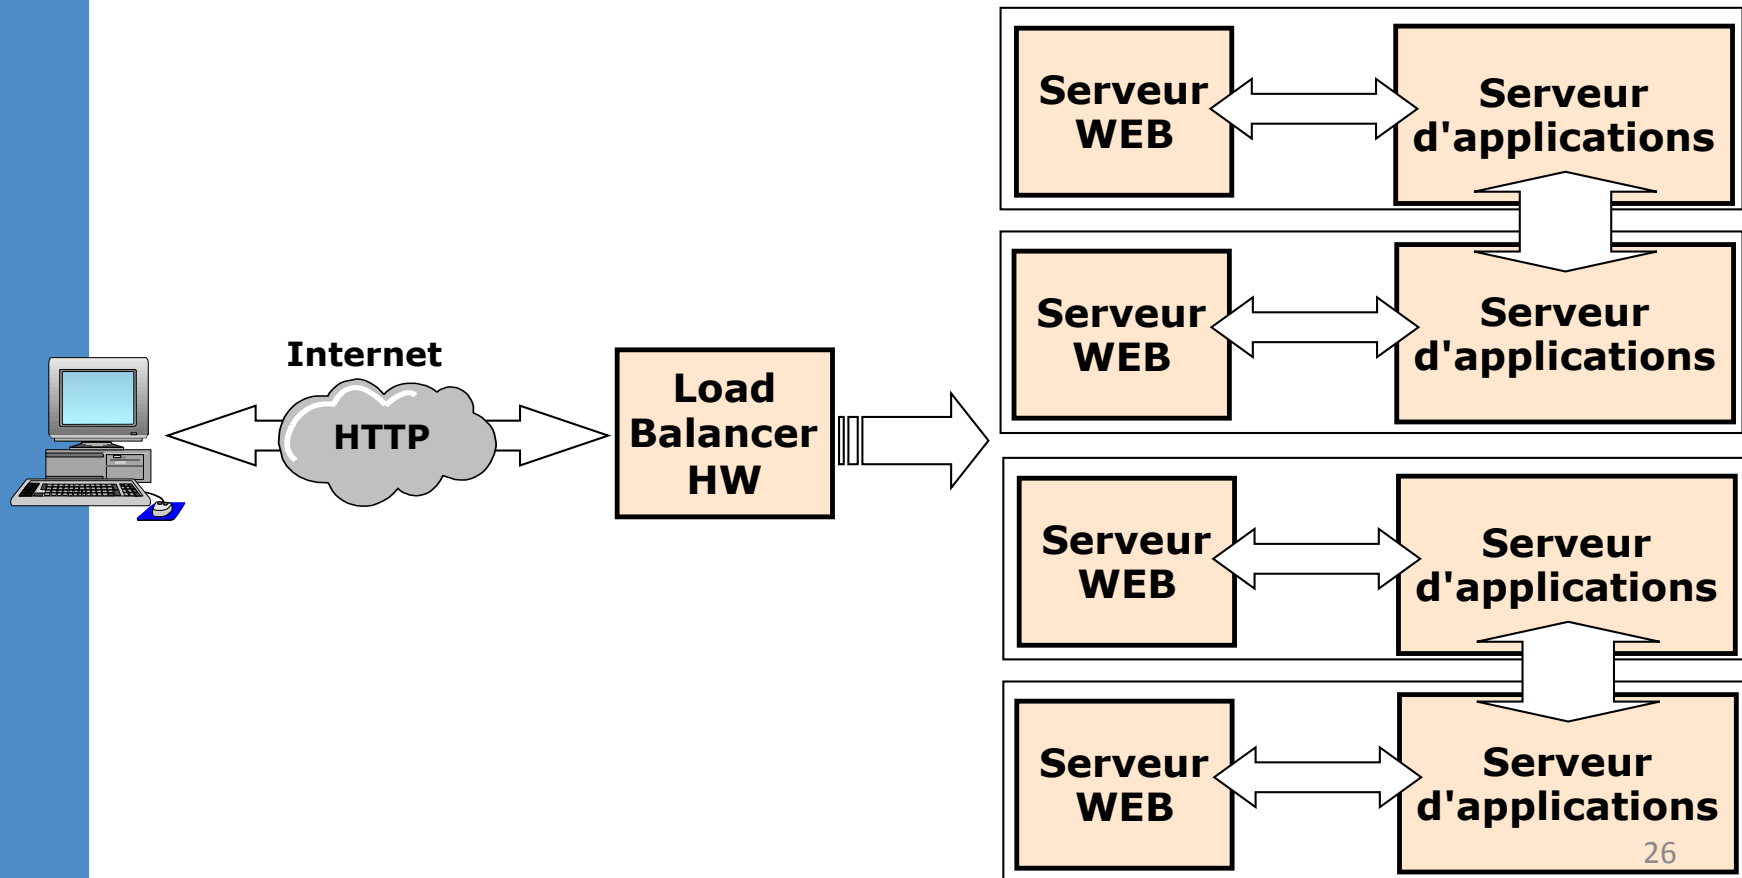 Serveur
WEB
Serveur
d'applications
Serveur
WEB
Serveur
d'applications
Internet
HTTP
Load
Balancer
HW
Serveur
WEB
Serveur
d'applications
Serveur
WEB
Serveur
d'applications
26